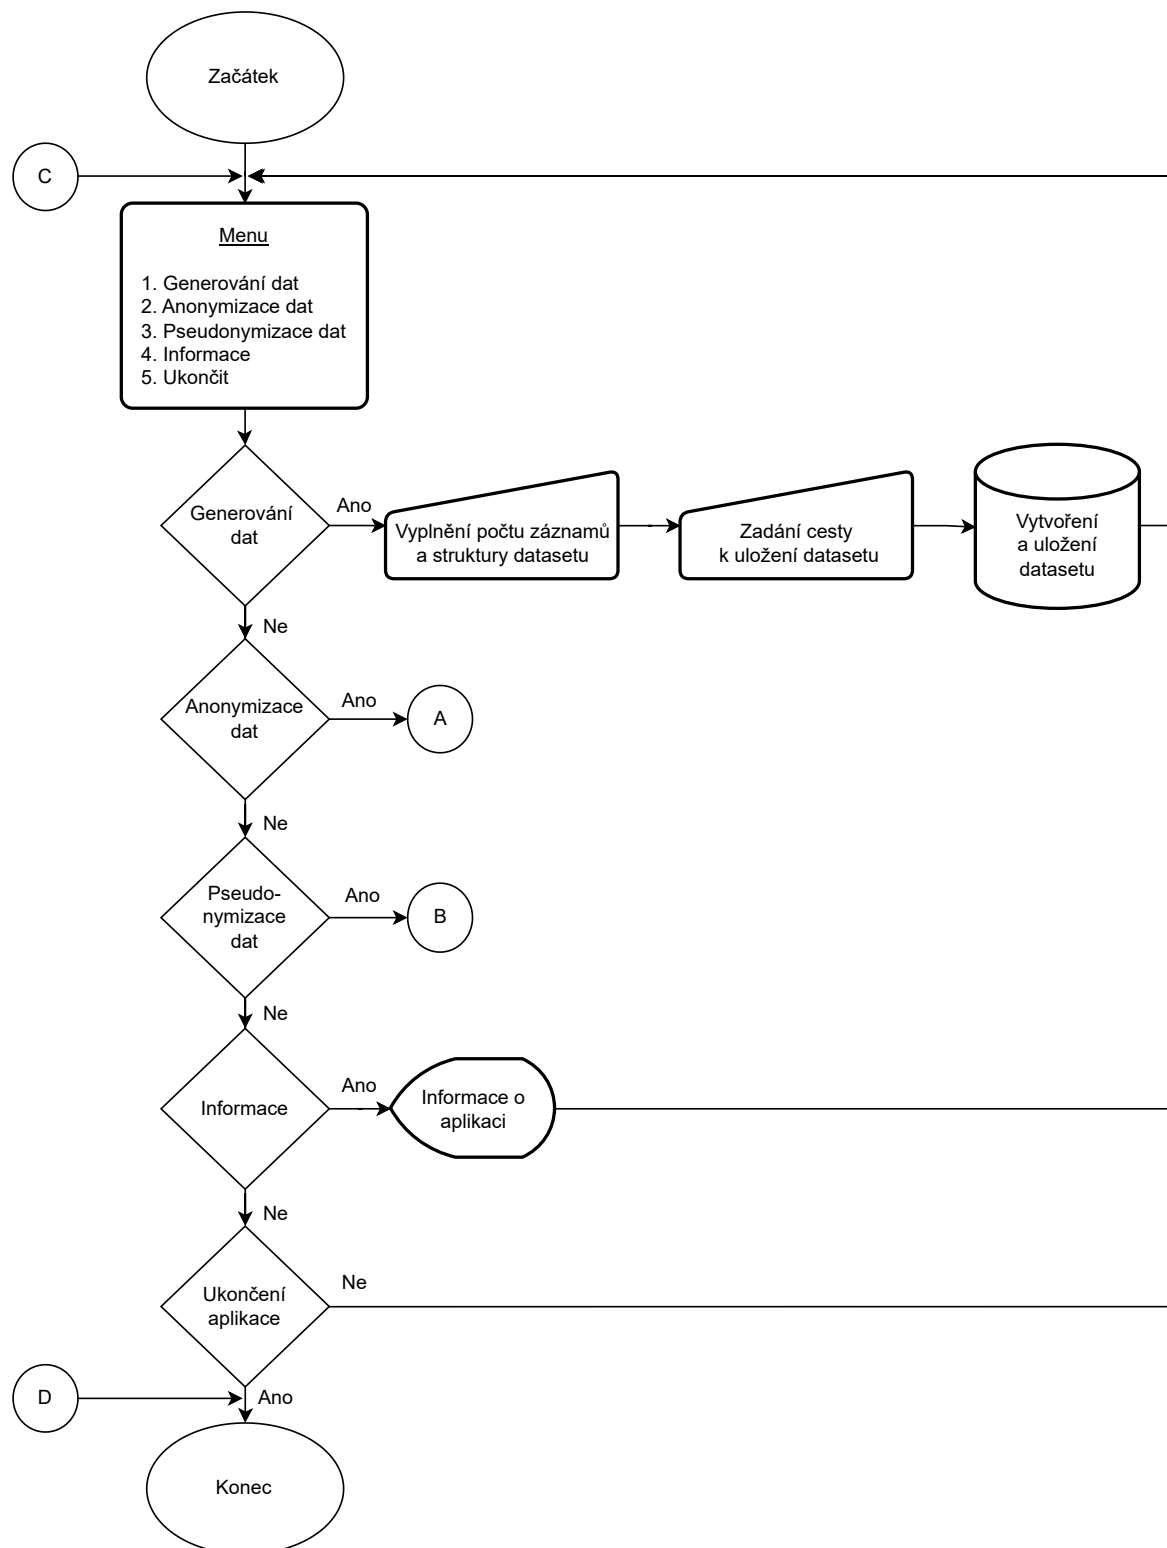 Začátek
C
Menu
1. Generování dat
2. Anonymizace dat
3. Pseudonymizace dat
4. Informace
5. Ukončit
Generování
dat
Ano
Vyplnění počtu záznamů
a struktury datasetu
Zadání cesty
k uložení datasetu
Vytvoření
a uložení
datasetu
Ne
Anonymizace
dat
Ano
A
Ne
Pseudo-
nymizace
dat
Ano
B
Ne
Informace
Ano
Informace o
aplikaci
Ne
Ukončení
aplikace
Ne
D
Ano
Konec